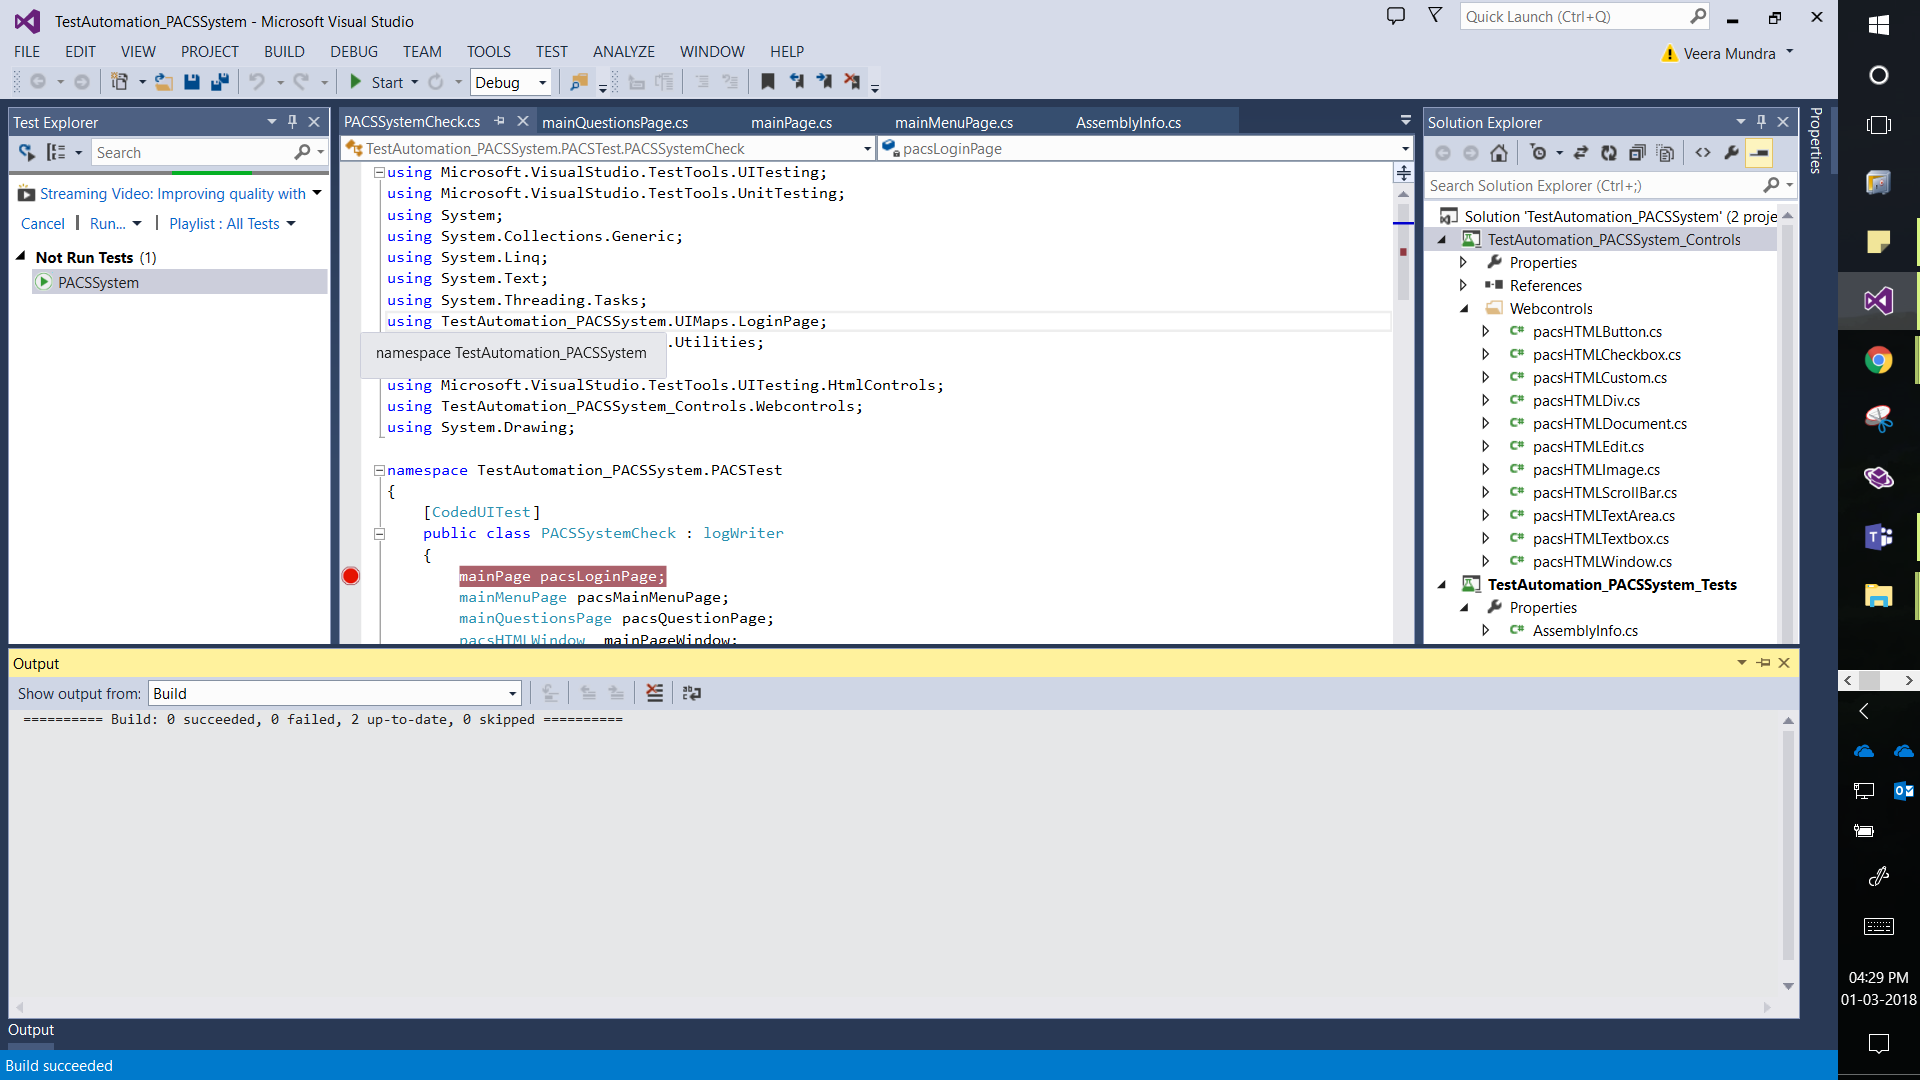 TestAutomation_PACSSystem - Microsoft Visual Studio
Quick Launch (Ctrl+Q)
FILE EDIT VIEW PROJECT BUILD DEBUG TEAM TOOLS TEST ANALYZE WINDOW HELP
Veera Mundra
Start Debug
Test Explorer
Search
Streaming Video: Improving quality with
Cancel Run... Playlist : All Tests
Not Run Tests (1)
PACSSystem
PACSSystemCheck.cs mainQuestionsPage.cs mainPage.cs mainMenuPage.cs AssemblyInfo.cs
TestAutomation_PACSSystem.PACSTest.PACSSystemCheck pacsLoginPage
using Microsoft.VisualStudio.TestTools.UITesting;
using Microsoft.VisualStudio.TestTools.UnitTesting;
using System;
using System.Collections.Generic;
using System.Linq;
using System.Text;
using System.Threading.Tasks;
using TestAutomation_PACSSystem.UIMaps.LoginPage;
.Utilities;
namespace TestAutomation_PACSSystem
using Microsoft.VisualStudio.TestTools.UITesting.HtmlControls;
using TestAutomation_PACSSystem_Controls.Webcontrols;
using System.Drawing;
namespace TestAutomation_PACSSystem.PACSTest
{
[CodedUITest]
public class PACSSystemCheck : logWriter
{
mainPage pacsLoginPage;
mainMenuPage pacsMainMenuPage;
mainQuestionsPage pacsQuestionPage;
pacsHTMLWindow mainPageWindow;
Solution Explorer
Search Solution Explorer (Ctrl+;)
Solution 'TestAutomation_PACSSystem' (2 proje
TestAutomation_PACSSystem_Controls
Properties
References
Webcontrols
C# pacsHTMLButton.cs
C# pacsHTMLCheckbox.cs
C# pacsHTMLCustom.cs
C# pacsHTMLDiv.cs
C# pacsHTMLDocument.cs
C# pacsHTMLEdit.cs
C# pacsHTMLImage.cs
C# pacsHTMLScrollBar.cs
C# pacsHTMLTextArea.cs
C# pacsHTMLTextbox.cs
C# pacsHTMLWindow.cs
TestAutomation_PACSSystem_Tests
Properties
C# AssemblyInfo.cs
Properties
Output
Show output from: Build
========== Build: 0 succeeded, 0 failed, 2 up-to-date, 0 skipped ==========
Output
Build succeeded
04:29 PM
01-03-2018